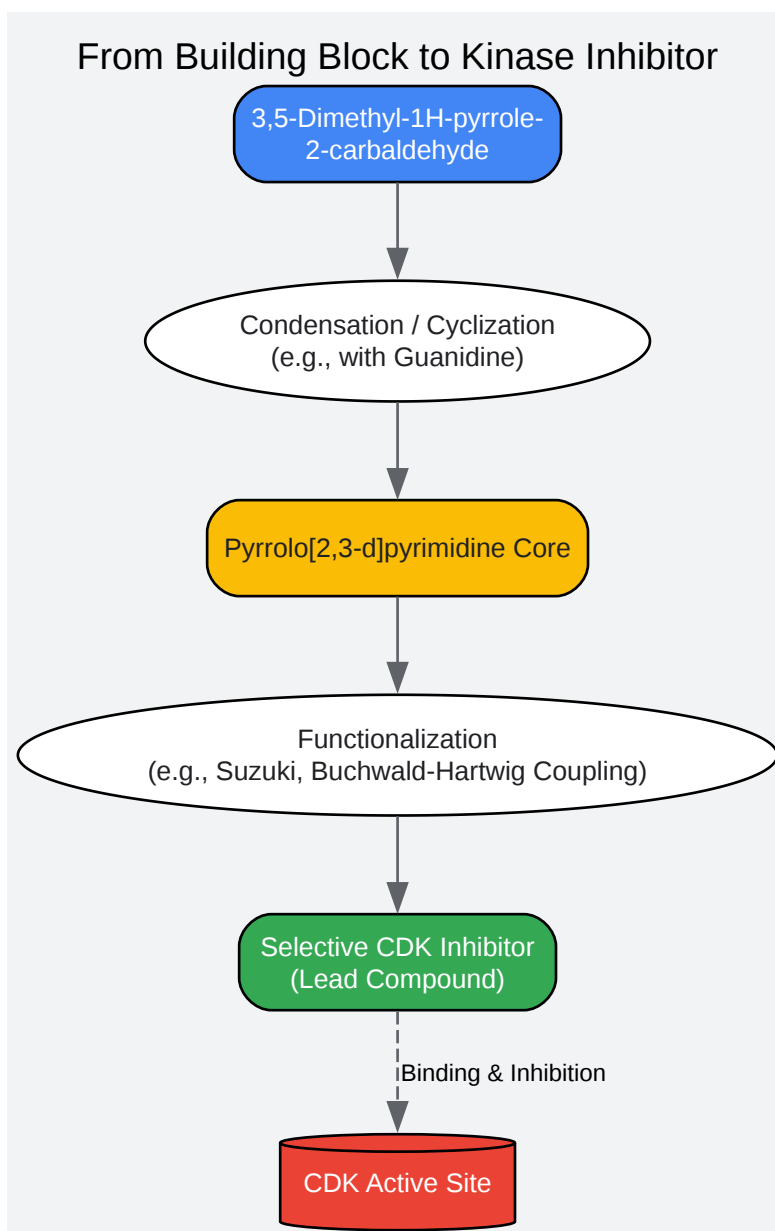 From Building Block to Kinase Inhibitor
3,5-Dimethyl-1H-pyrrole-
2-carbaldehyde
Condensation / Cyclization
(e.g., with Guanidine)
Pyrrolo[2,3-d]pyrimidine Core
Functionalization
(e.g., Suzuki, Buchwald-Hartwig Coupling)
Selective CDK Inhibitor
(Lead Compound)
Binding & Inhibition
CDK Active Site